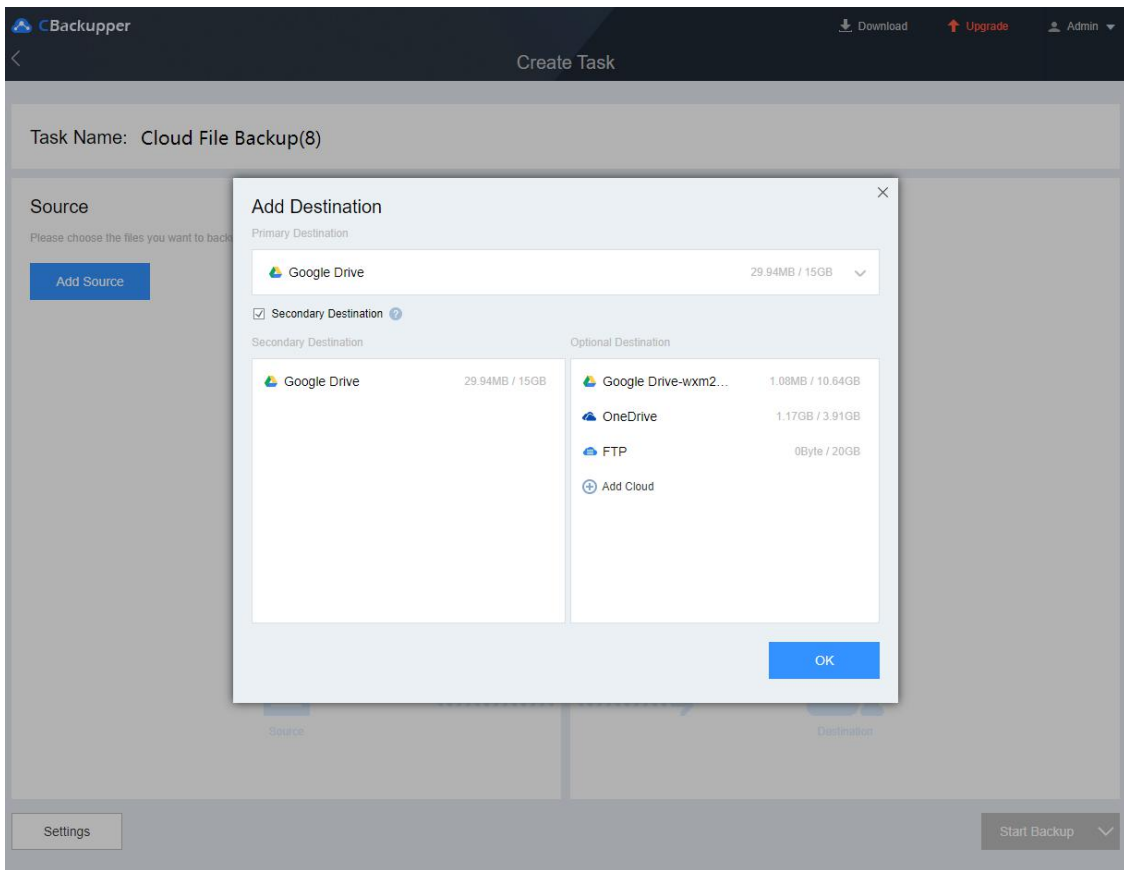 CBackupper
Download
Upgrade
Admin
Create Task
Task Name: Cloud File Backup(8)
Source
Please choose the files you want to back
Add Source
Add Destination
Primary Destination
Google Drive 29.94MB / 15GB
Secondary Destination ?
Secondary Destination
Google Drive 29.94MB / 15GB
Optional Destination
Google Drive-wxm2... 1.08MB / 10.64GB
OneDrive 1.17GB / 3.91GB
FTP 0Byte / 20GB
Add Cloud
OK
Source
Destination
Settings
Start Backup